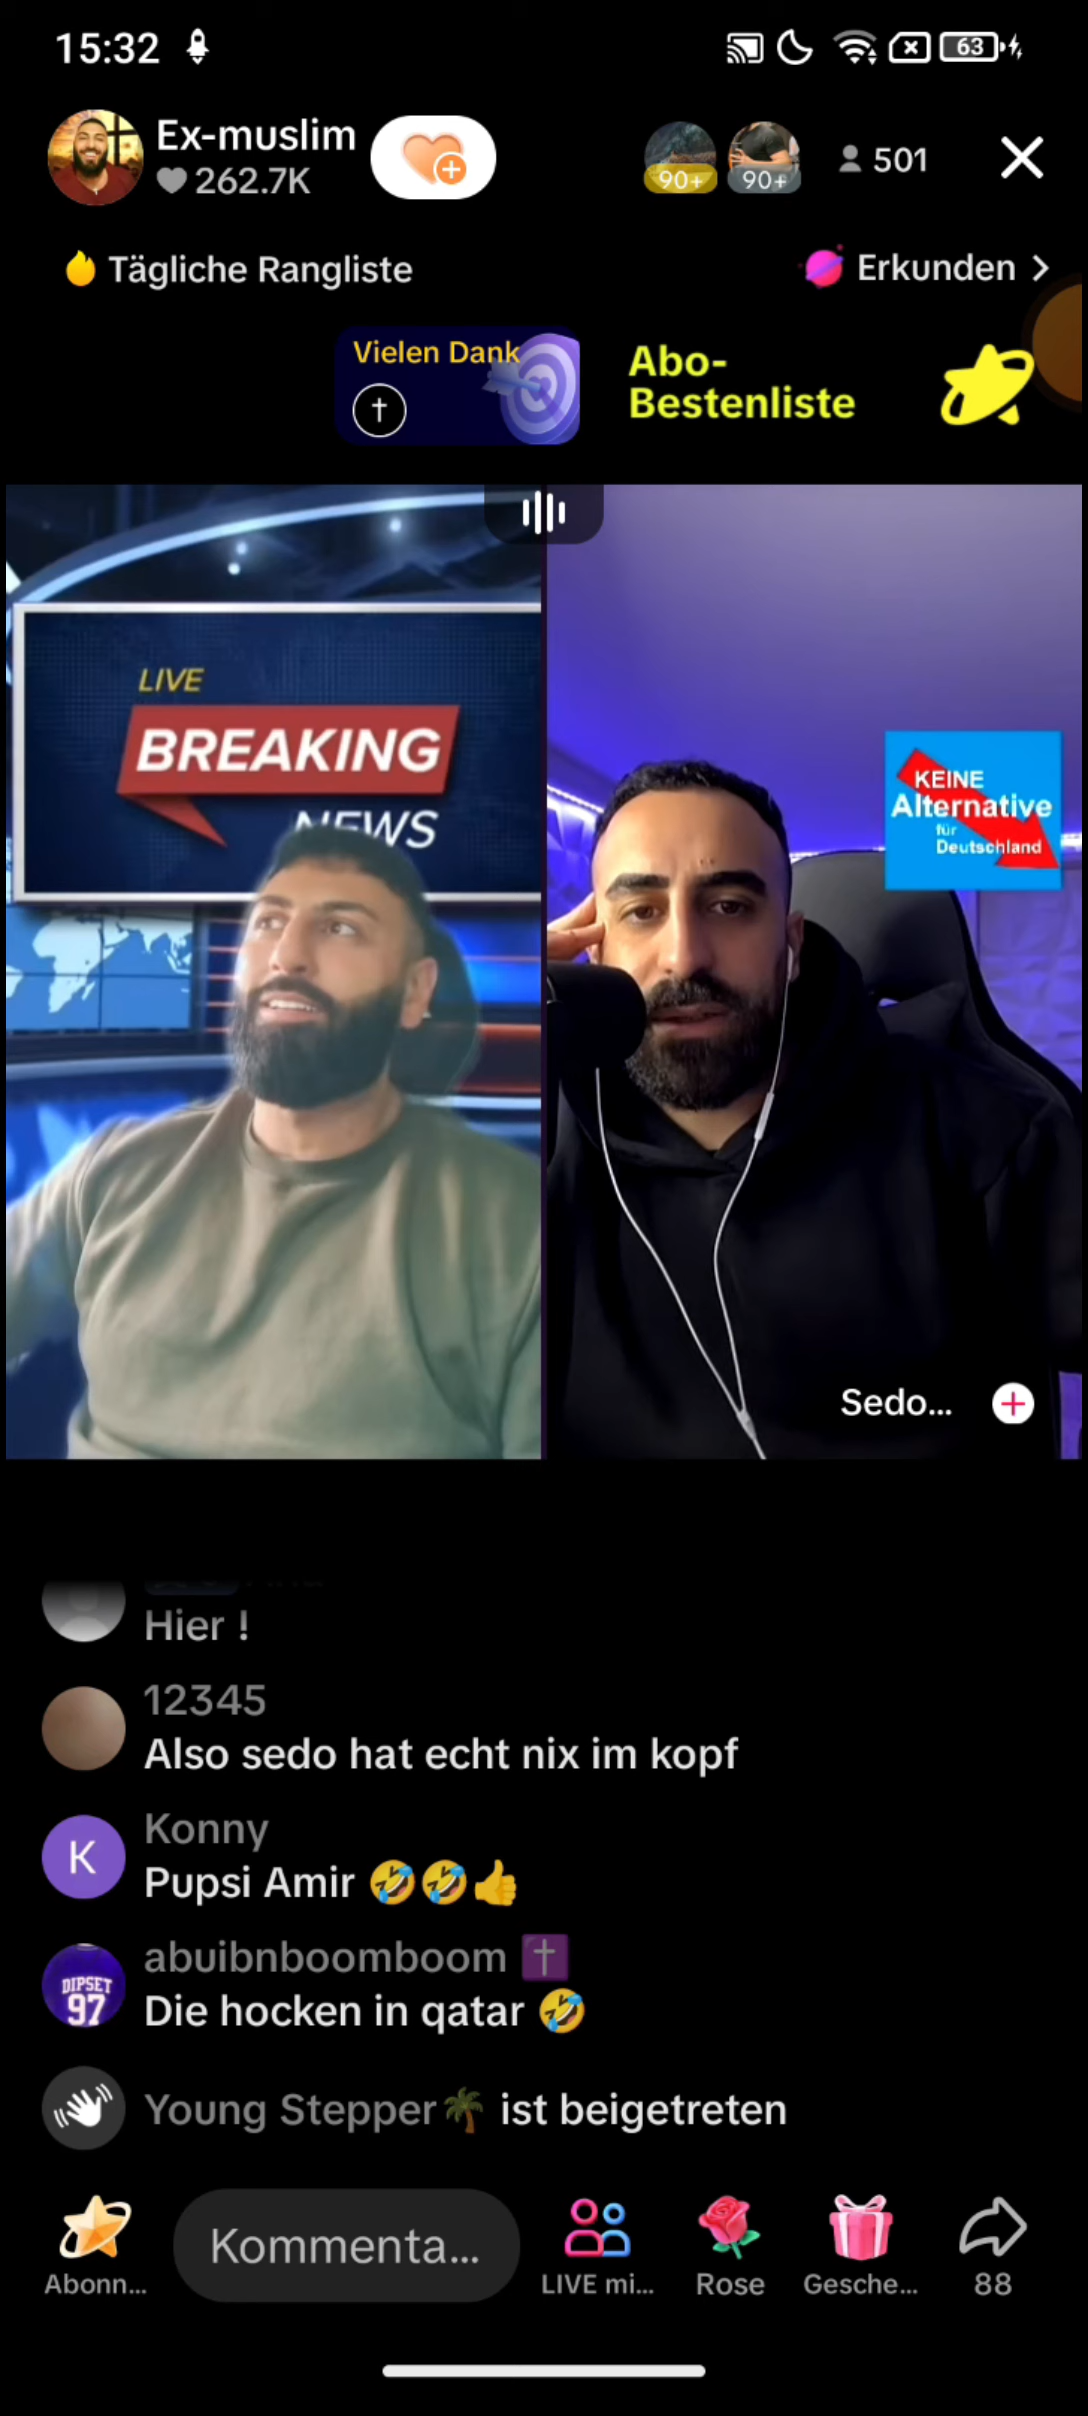 15:32
63
Ex-muslim
262.7K
90+
90+
501
Tägliche Rangliste
Erkunden
Vielen Dank
Abo-
Bestenliste
LIVE
BREAKING
NEWS
KEINE
Alternative
für
Deutschland
Sedo...
Hier !
12345
Also sedo hat echt nix im kopf
K
Konny
Pupsi Amir 🤣🤣👍
DIPSET
97
abuibnboomboom ✝️
Die hocken in qatar 🤣
Young Stepper🌴 ist beigetreten
Abonn...
Kommenta...
LIVE mi...
Rose
Gesche...
88